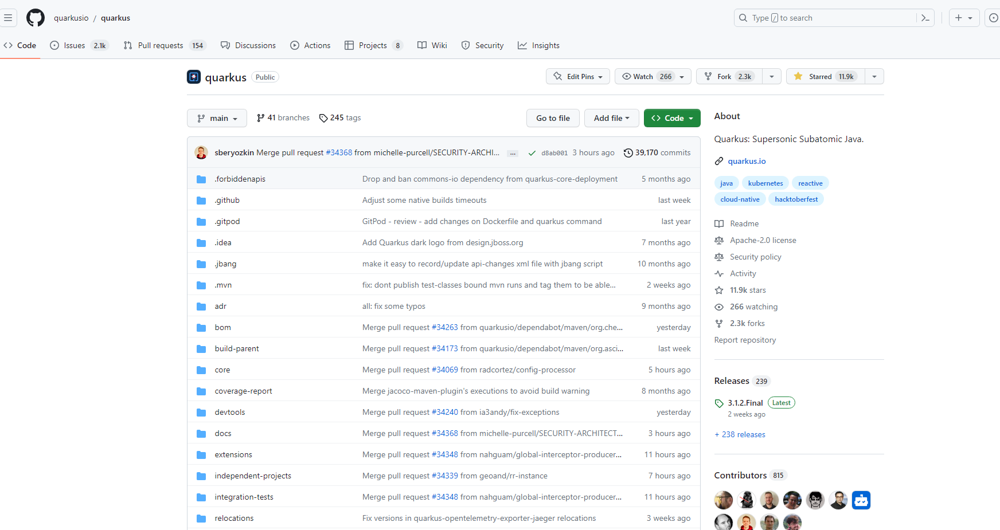 quarkusio / quarkus
Type / to search
Code
Issues 2.1k
Pull requests 154
Discussions
Actions
Projects 8
Wiki
Security
Insights
quarkus Public
Edit Pins
Watch 266
Fork 2.3k
Starred 11.9k
main
41 branches
245 tags
Go to file
Add file
Code
sberyozkin Merge pull request #34368 from michelle-purcell/SECURITY-ARCHI... ... d8ab001 3 hours ago 39,170 commits
.forbiddenapis Drop and ban commons-io dependency from quarkus-core-deployment 5 months ago
.github Adjust some native builds timeouts last week
.gitpod GitPod - review - add changes on Dockerfile and quarkus command last year
.idea Add Quarkus dark logo from design.jboss.org 7 months ago
.jbang make it easy to record/update api-changes xml file with jbang script 10 months ago
.mvn fix: dont publish test-classes bound mvn runs and tag them to be able... 2 weeks ago
adr all: fix some typos 9 months ago
bom Merge pull request #34263 from quarkusio/dependabot/maven/org.che... yesterday
build-parent Merge pull request #34173 from quarkusio/dependabot/maven/org.asci... last week
core Merge pull request #34069 from radcortez/config-processor 5 hours ago
coverage-report Merge jacoco-maven-plugin's executions to avoid build warning 8 months ago
devtools Merge pull request #34240 from ia3andy/fix-exceptions yesterday
docs Merge pull request #34368 from michelle-purcell/SECURITY-ARCHITECT... 3 hours ago
extensions Merge pull request #34348 from nahguam/global-interceptor-producer... 11 hours ago
independent-projects Merge pull request #34339 from geoand/rr-instance 7 hours ago
integration-tests Merge pull request #34348 from nahguam/global-interceptor-producer... 11 hours ago
relocations Fix versions in quarkus-opentelemetry-exporter-jaeger relocations 3 weeks ago
About
Quarkus: Supersonic Subatomic Java.
quarkus.io
java kubernetes reactive
cloud-native hacktoberfest
Readme
Apache-2.0 license
Security policy
Activity
11.9k stars
266 watching
2.3k forks
Report repository
Releases 239
3.1.2.Final Latest
2 weeks ago
+ 238 releases
Contributors 815